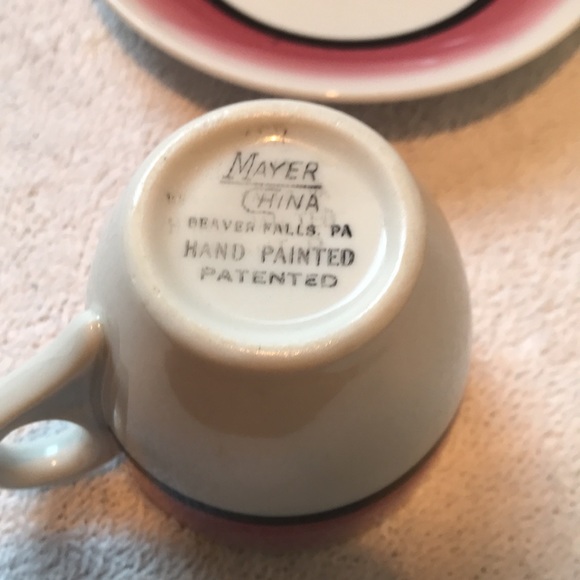 MAYER
CHINA
BEAVER FALLS. PA
HAND PAINTED
PATENTED